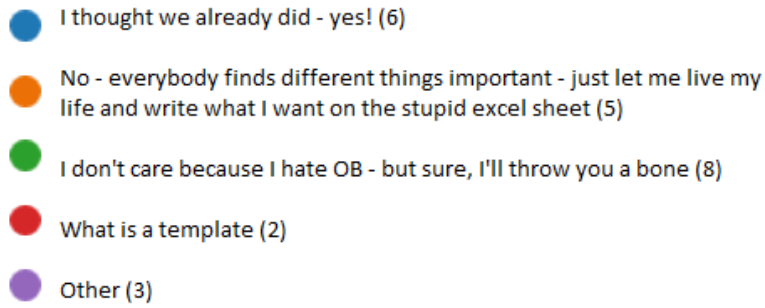 I thought we already did - yes! (6)
No - everybody finds different things important - just let me live my
life and write what I want on the stupid excel sheet (5)
I don't care because I hate OB - but sure, I'll throw you a bone (8)
What is a template (2)
Other (3)